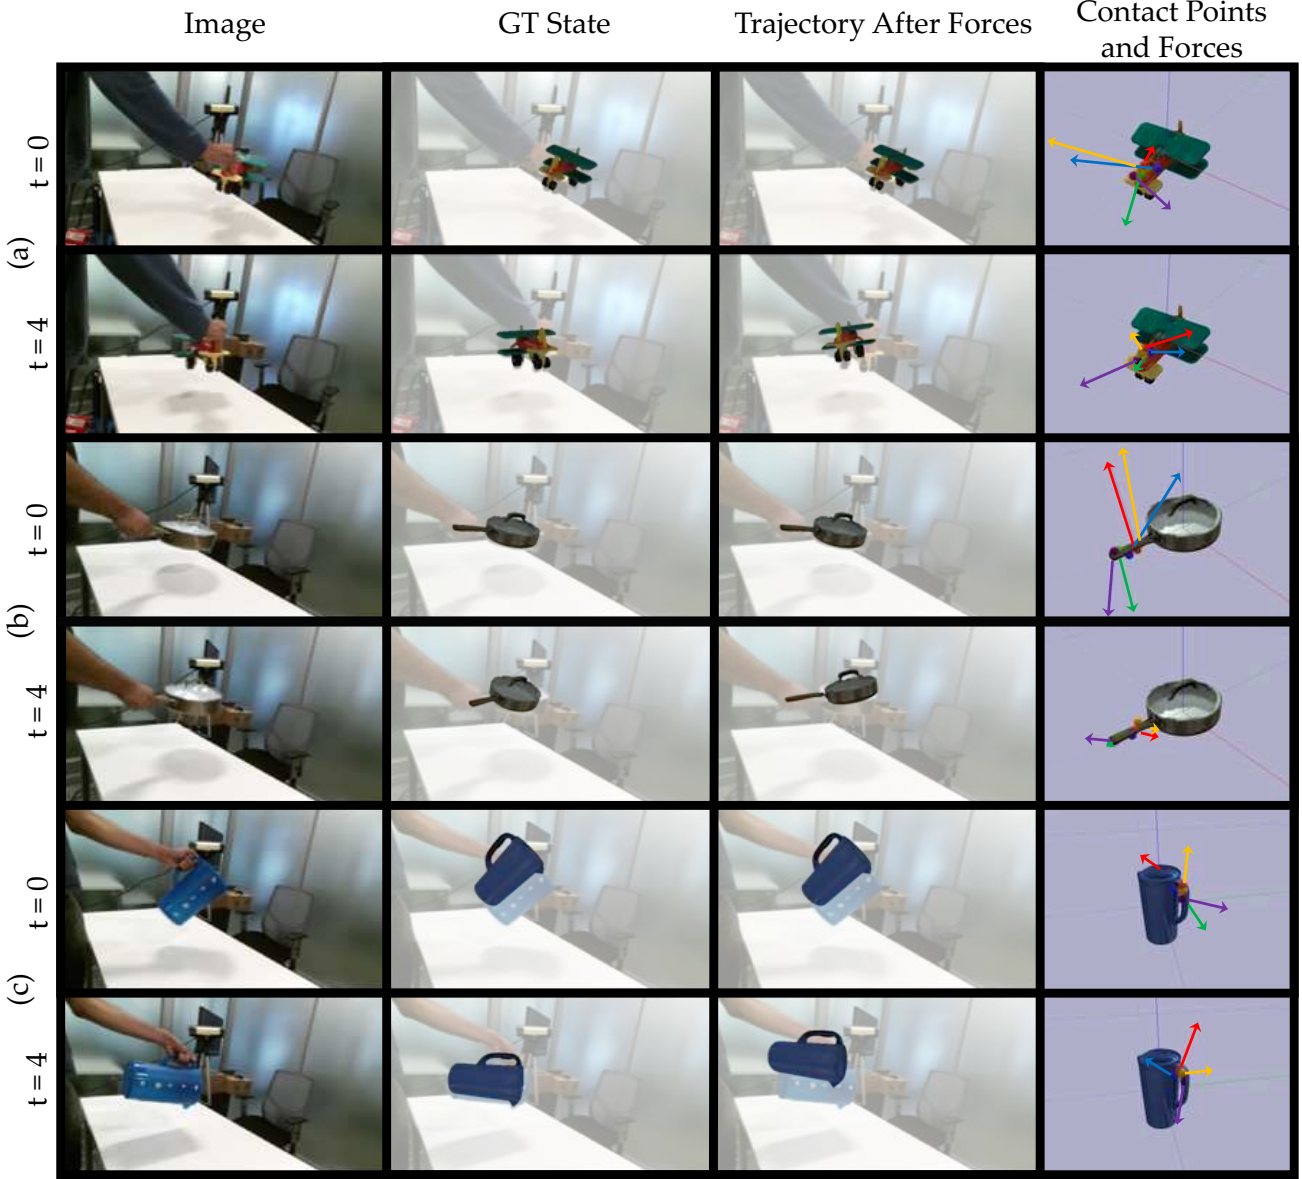 Image
GT State
Trajectory After Forces
Contact Points
and Forces
(a)
t = 0
t = 4
(b)
t = 0
t = 4
(c)
t = 0
t = 4